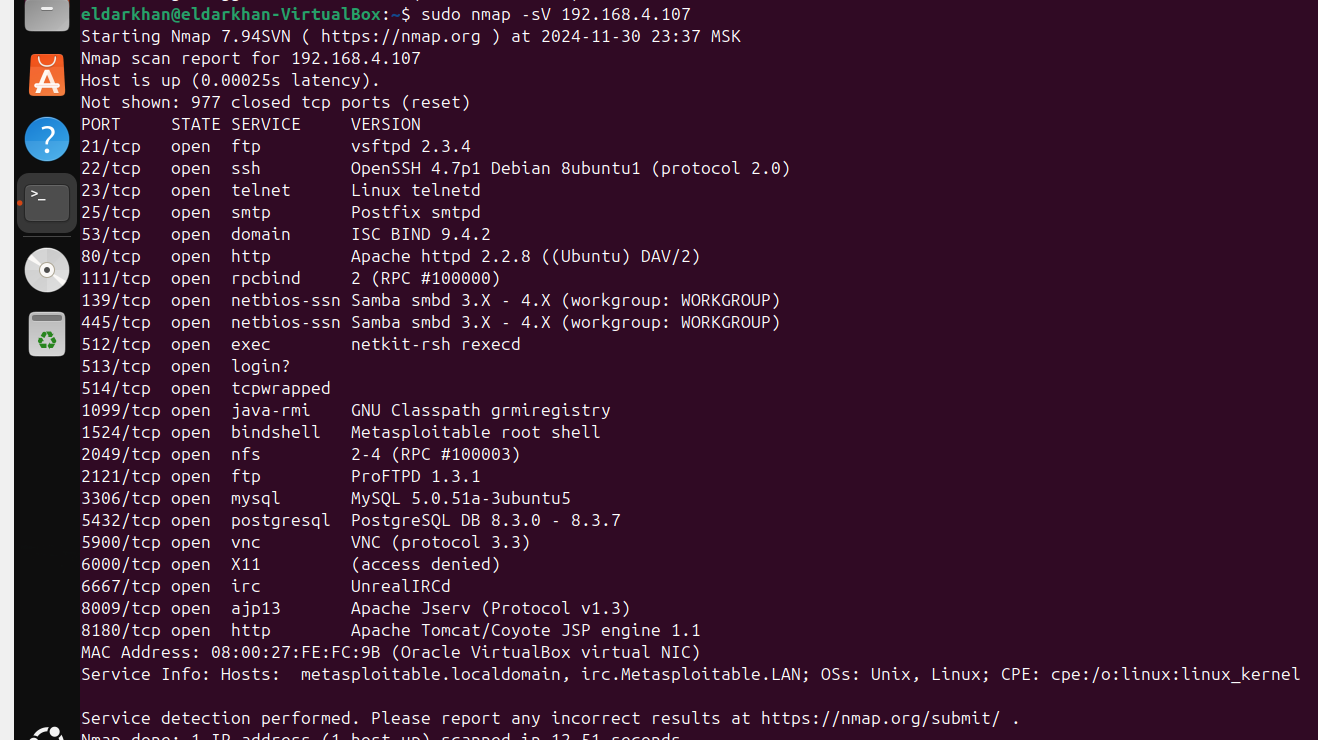 eldarkhan@eldarkhan-VirtualBox:~$ sudo nmap -sV 192.168.4.107
Starting Nmap 7.94SVN ( https://nmap.org ) at 2024-11-30 23:37 MSK
Nmap scan report for 192.168.4.107
Host is up (0.00025s latency).
Not shown: 977 closed tcp ports (reset)
PORT     STATE SERVICE     VERSION
21/tcp   open  ftp         vsftpd 2.3.4
22/tcp   open  ssh         OpenSSH 4.7p1 Debian 8ubuntu1 (protocol 2.0)
23/tcp   open  telnet      Linux telnetd
25/tcp   open  smtp        Postfix smtpd
53/tcp   open  domain      ISC BIND 9.4.2
80/tcp   open  http        Apache httpd 2.2.8 ((Ubuntu) DAV/2)
111/tcp  open  rpcbind     2 (RPC #100000)
139/tcp  open  netbios-ssn Samba smbd 3.X - 4.X (workgroup: WORKGROUP)
445/tcp  open  netbios-ssn Samba smbd 3.X - 4.X (workgroup: WORKGROUP)
512/tcp  open  exec        netkit-rsh rexecd
513/tcp  open  login?
514/tcp  open  tcpwrapped
1099/tcp open  java-rmi    GNU Classpath grmiregistry
1524/tcp open  bindshell   Metasploitable root shell
2049/tcp open  nfs         2-4 (RPC #100003)
2121/tcp open  ftp         ProFTPD 1.3.1
3306/tcp open  mysql       MySQL 5.0.51a-3ubuntu5
5432/tcp open  postgresql  PostgreSQL DB 8.3.0 - 8.3.7
5900/tcp open  vnc         VNC (protocol 3.3)
6000/tcp open  X11         (access denied)
6667/tcp open  irc         UnrealIRCd
8009/tcp open  ajp13       Apache Jserv (Protocol v1.3)
8180/tcp open  http        Apache Tomcat/Coyote JSP engine 1.1
MAC Address: 08:00:27:FE:FC:9B (Oracle VirtualBox virtual NIC)
Service Info: Hosts:  metasploitable.localdomain, irc.Metasploitable.LAN; OSs: Unix, Linux; CPE: cpe:/o:linux:linux_kernel
Service detection performed. Please report any incorrect results at https://nmap.org/submit/ .
Nmap done: 1 IP address (1 host up) scanned in 12.51 seconds